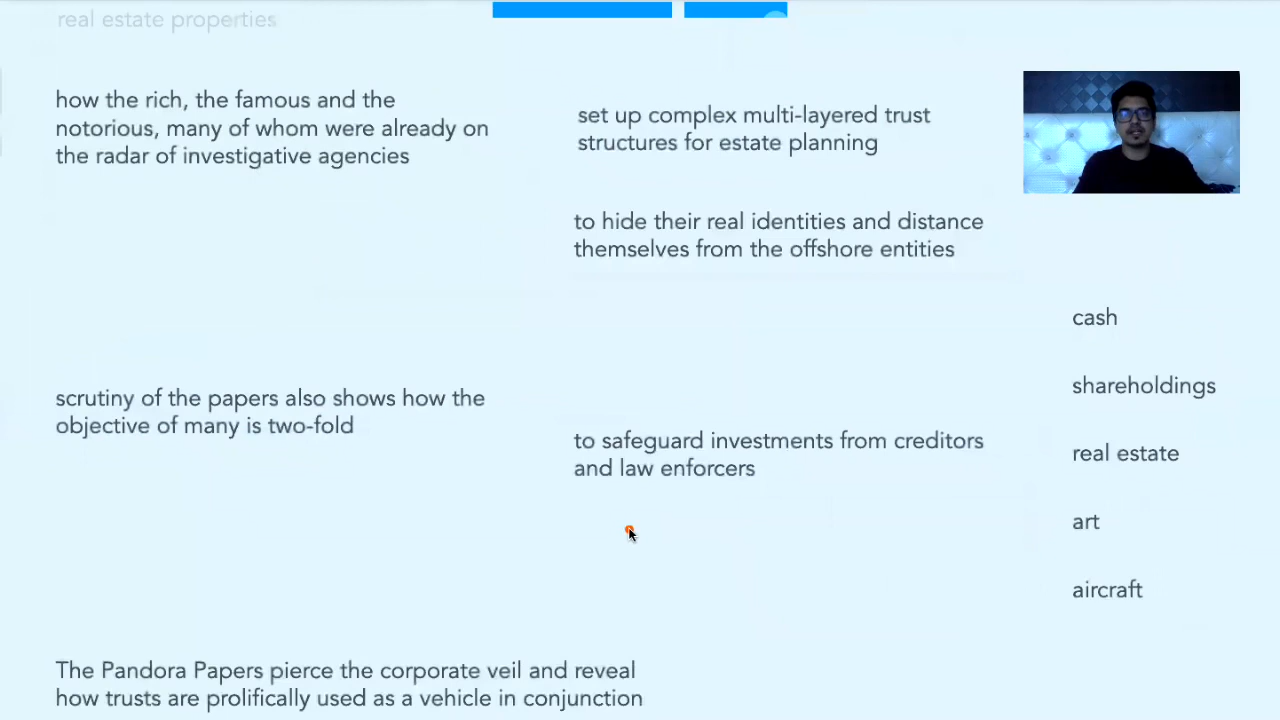 real estate properties
how the rich, the famous and the
notorious, many of whom were already on
the radar of investigative agencies
set up complex multi-layered trust
structures for estate planning
to hide their real identities and distance
themselves from the offshore entities
cash
shareholdings
real estate
art
aircraft
scrutiny of the papers also shows how the
objective of many is two-fold
to safeguard investments from creditors
and law enforcers
The Pandora Papers pierce the corporate veil and reveal
how trusts are prolifically used as a vehicle in conjunction